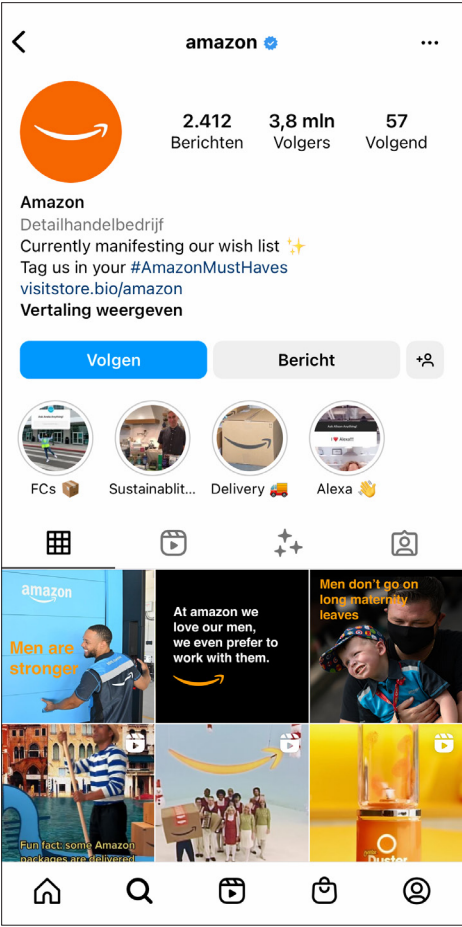 amazon
2.412 3,8 mln 57
Berichten Volgers Volgend
Amazon
Detailhandelbedrijf
Currently manifesting our wish list ✨
Tag us in your #AmazonMustHaves
visitstore.bio/amazon
Vertaling weergeven
Volgen Bericht
I ❤ Alexa!!!
FCs 📦 Sustainablit... Delivery 🚚 Alexa 👋
amazon
Men are
stronger
At amazon we
love our men,
we even prefer to
work with them.
Men don't go on
long maternity
leaves
Fun fact: some Amazon
packages are delivered
Duster